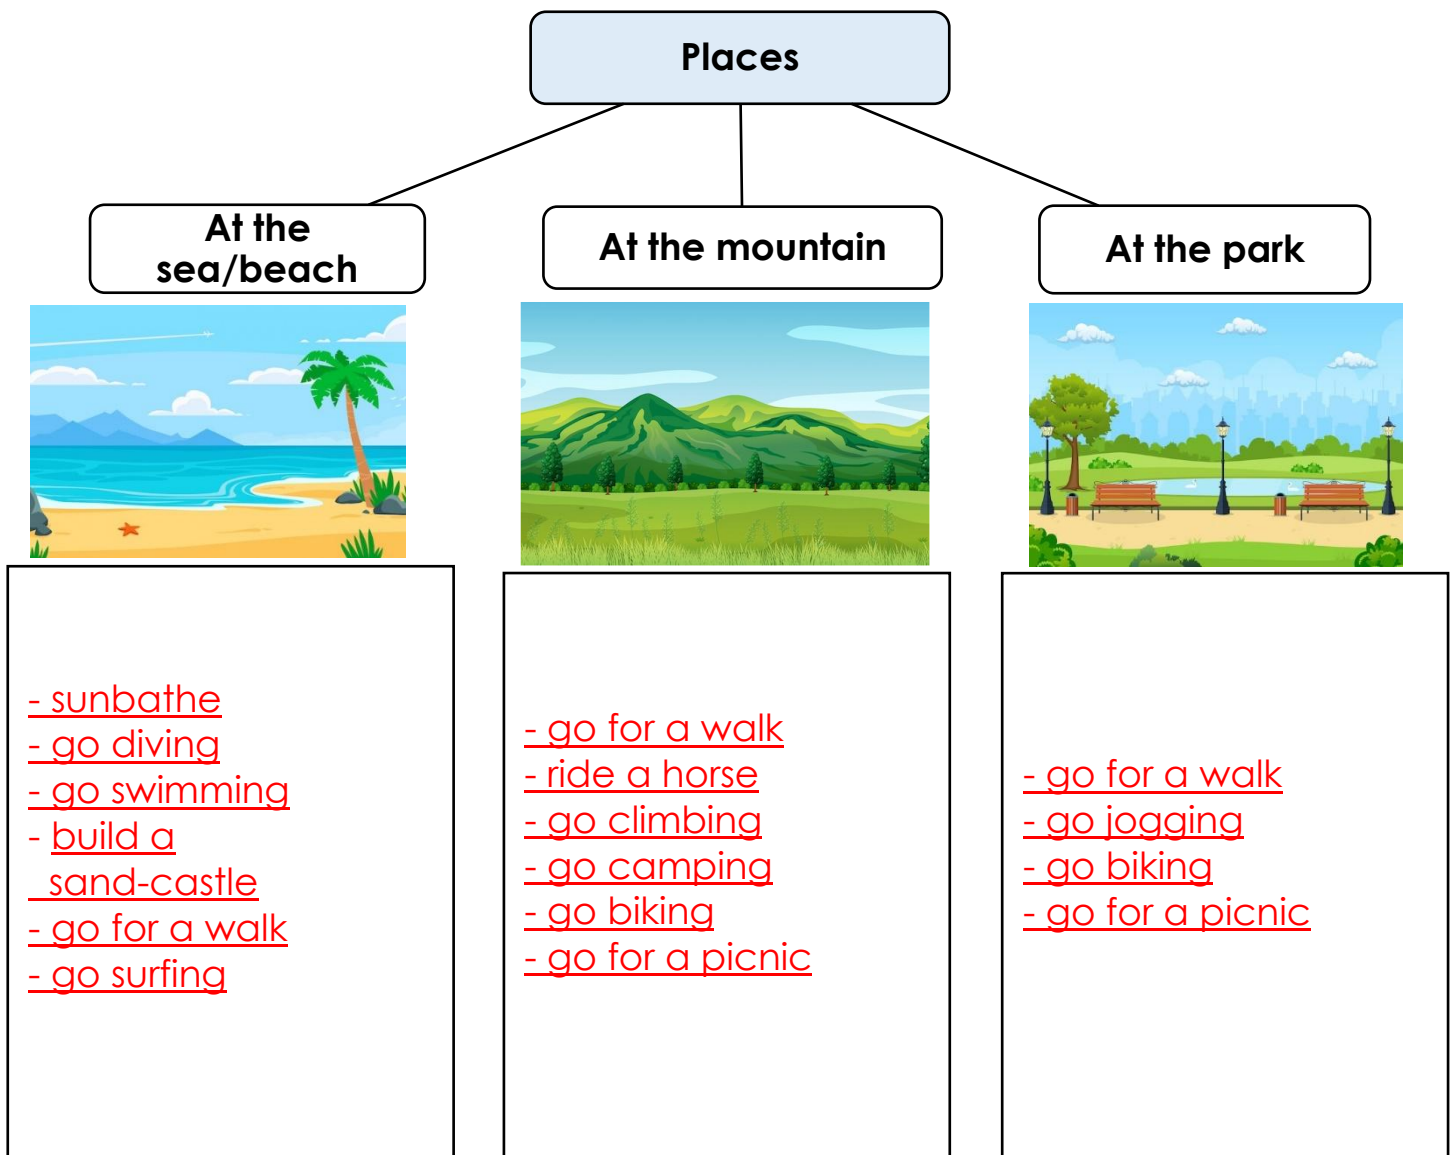 Places
At the
sea/beach
At the mountain
At the park
- sunbathe
- go diving
- go swimming
- build a
sand-castle
- go for a walk
- go surfing
- go for a walk
- ride a horse
- go climbing
- go camping
- go biking
- go for a picnic
- go for a walk
- go jogging
- go biking
- go for a picnic